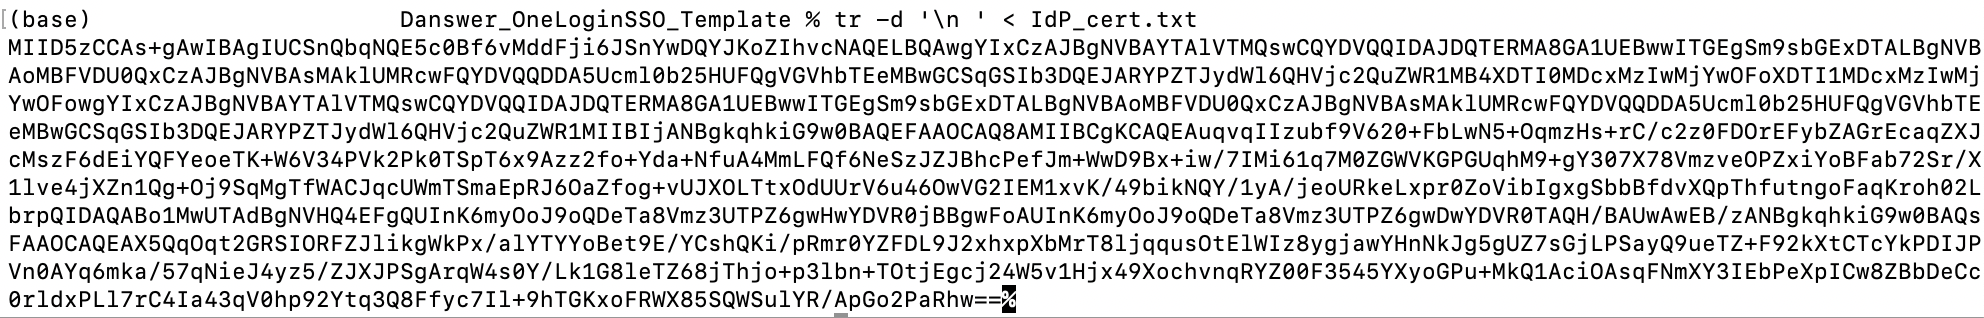 (base) Danswer_OneLoginSSO_Template % tr -d '\n ' < IdP_cert.txt
MIID5zCCAs+gAwIBAgIUCSnQbqNQE5c0Bf6vMddFji6JSnYwDQYJKoZIhvcNAQELBQAwgYIxCzAJBgNVBAYTAlVTMQswCQYDVQQIDAJDQTERMA8GA1UEBwwITGEgSm9sbGExDTALBgNVB
AoMBFVDU0QxCzAJBgNVBAsMAklUMRcwFQYDVQQDDA5Ucml0b25HUFQgVGVhbTEeMBwGCSqGSIb3DQEJARYPZTJydWl6QHVjc2QuZWR1MB4XDTI0MDcxMzIwMjYwOFoXDTI1MDcxMzIwMj
YwOFowgYIxCzAJBgNVBAYTAlVTMQswCQYDVQQIDAJDQTERMA8GA1UEBwwITGEgSm9sbGExDTALBgNVBAoMBFVDU0QxCzAJBgNVBAsMAklUMRcwFQYDVQQDDA5Ucml0b25HUFQgVGVhbTE
eMBwGCSqGSIb3DQEJARYPZTJydWl6QHVjc2QuZWR1MIIBIjANBgkqhkiG9w0BAQEFAAOCAQ8AMIIBCgKCAQEAuqvqIIzubf9V620+FbLwN5+OqmzHs+rC/c2z0FDOrEFybZAGrEcaqZXJ
cMszF6dEiYQFYeoeTK+W6V34PVk2Pk0TSpT6x9Azz2fo+Yda+NfuA4MmLFQf6NeSzJZJBhcPefJm+WwD9Bx+iw/7IMi61q7M0ZGWVKGPGUqhM9+gY307X78VmzveOPZxiYoBFab72Sr/X
1lve4jXZn1Qg+Oj9SqMgTfWACJqcUWmTSmaEpRJ6OaZfog+vUJXOLTtxOdUUrV6u46OwVG2IEM1xvK/49bikNQY/1yA/jeoURkeLxpr0ZoVibIgxgSbbBfdvXQpThfutngoFaqKroh02L
brpQIDAQABo1MwUTAdBgNVHQ4EFgQUInK6myOoJ9oQDeTa8Vmz3UTPZ6gwHwYDVR0jBBgwFoAUInK6myOoJ9oQDeTa8Vmz3UTPZ6gwDwYDVR0TAQH/BAUwAwEB/zANBgkqhkiG9w0BAQs
FAAOCAQEAX5QqOqt2GRSIORFZJlikgWkPx/alYTYYoBet9E/YCshQKi/pRmr0YZFDL9J2xhxpXbMrT8ljqqusOtElWIz8ygjawYHnNkJg5gUZ7sGjLPSayQ9ueTZ+F92kXtCTcYkPDIJP
Vn0AYq6mka/57qNieJ4yz5/ZJXJPSgArqW4s0Y/Lk1G8leTZ68jThjo+p3lbn+TOtjEgcj24W5v1Hjx49XochvnqRYZ00F3545YXyoGPu+MkQ1AciOAsqFNmXY3IEbPeXpICw8ZBbDeCc
0rldxPLl7rC4Ia43qV0hp92Ytq3Q8Ffyc7Il+9hTGKxoFRWX85SQWSulYR/ApGo2PaRhw==%